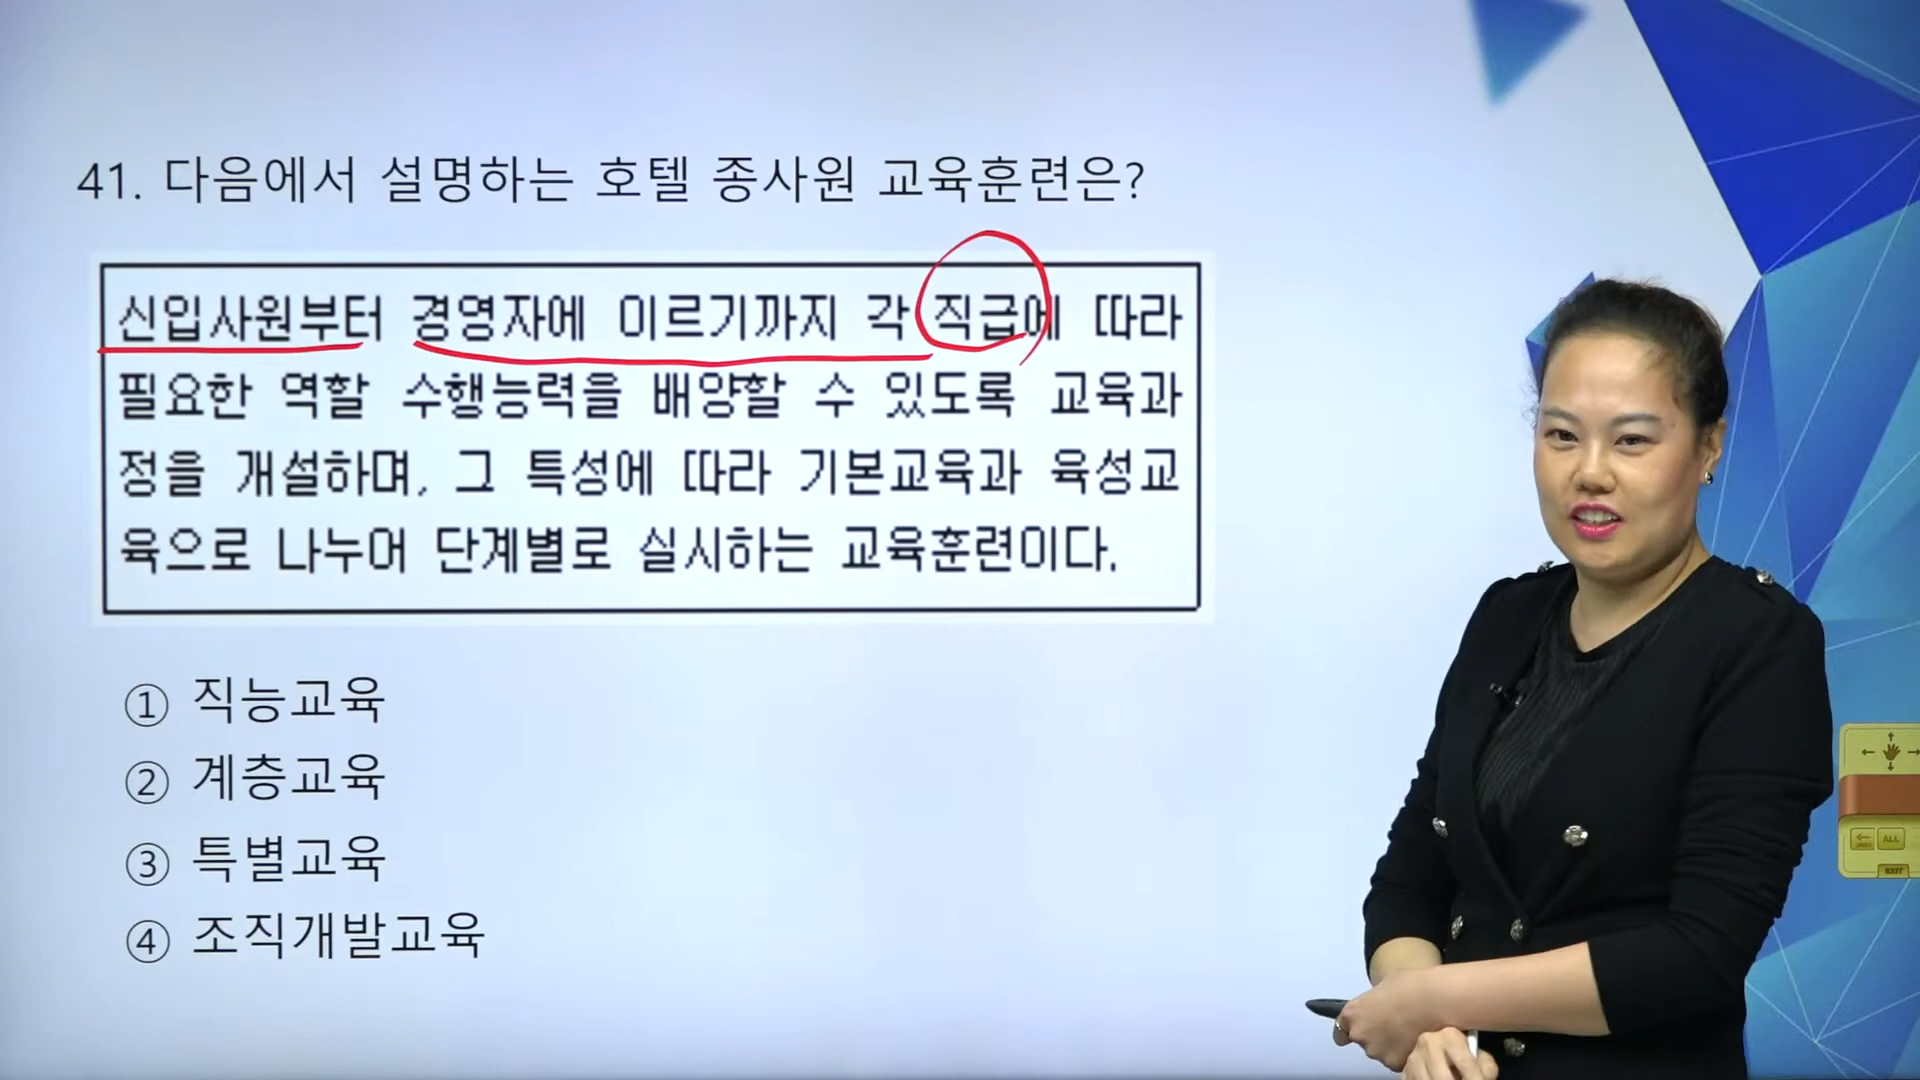 41. 다음에서 설명하는 호텔 종사원 교육훈련은?
신입사원부터 경영자에 이르기까지 각 직급에 따라
필요한 역할 수행능력을 배양할 수 있도록 교육과
정을 개설하며, 그 특성에 따라 기본교육과 육성교
육으로 나누어 단계별로 실시하는 교육훈련이다.
① 직능교육
② 계층교육
③ 특별교육
④ 조직개발교육
ALL
EXIT